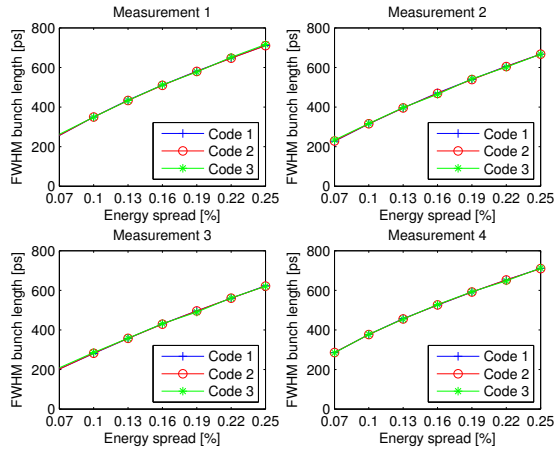 Measurement 1
FWHM bunch length [ps]
800
600
400
200
0
Code 1
Code 2
Code 3
0.07 0.1 0.13 0.16 0.19 0.22 0.25
Energy spread [%]
Measurement 2
FWHM bunch length [ps]
800
600
400
200
0
Code 1
Code 2
Code 3
0.07 0.1 0.13 0.16 0.19 0.22 0.25
Energy spread [%]
Measurement 3
FWHM bunch length [ps]
800
600
400
200
0
Code 1
Code 2
Code 3
0.07 0.1 0.13 0.16 0.19 0.22 0.25
Energy spread [%]
Measurement 4
FWHM bunch length [ps]
800
600
400
200
0
Code 1
Code 2
Code 3
0.07 0.1 0.13 0.16 0.19 0.22 0.25
Energy spread [%]